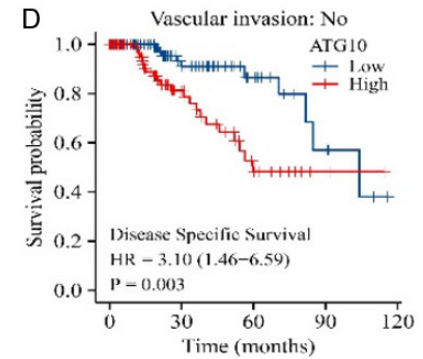 D
Vascular invasion: No
ATG10
Low
High
Survival probability
1.0
0.8
0.6
0.4
0.2
0.0
Disease Specific Survival
HR = 3.10 (1.46−6.59)
P = 0.003
0 30 60 90 120
Time (months)